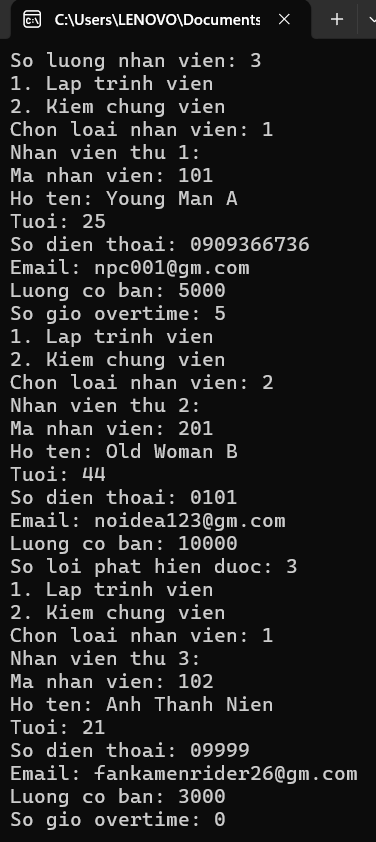 C:\Users\LENOVO\Documents
So luong nhan vien: 3
1. Lap trinh vien
2. Kiem chung vien
Chon loai nhan vien: 1
Nhan vien thu 1:
Ma nhan vien: 101
Ho ten: Young Man A
Tuoi: 25
So dien thoai: 0909366736
Email: npc001@gm.com
Luong co ban: 5000
So gio overtime: 5
1. Lap trinh vien
2. Kiem chung vien
Chon loai nhan vien: 2
Nhan vien thu 2:
Ma nhan vien: 201
Ho ten: Old Woman B
Tuoi: 44
So dien thoai: 0101
Email: noidea123@gm.com
Luong co ban: 10000
So loi phat hien duoc: 3
1. Lap trinh vien
2. Kiem chung vien
Chon loai nhan vien: 1
Nhan vien thu 3:
Ma nhan vien: 102
Ho ten: Anh Thanh Nien
Tuoi: 21
So dien thoai: 09999
Email: fankamenrider26@gm.com
Luong co ban: 3000
So gio overtime: 0